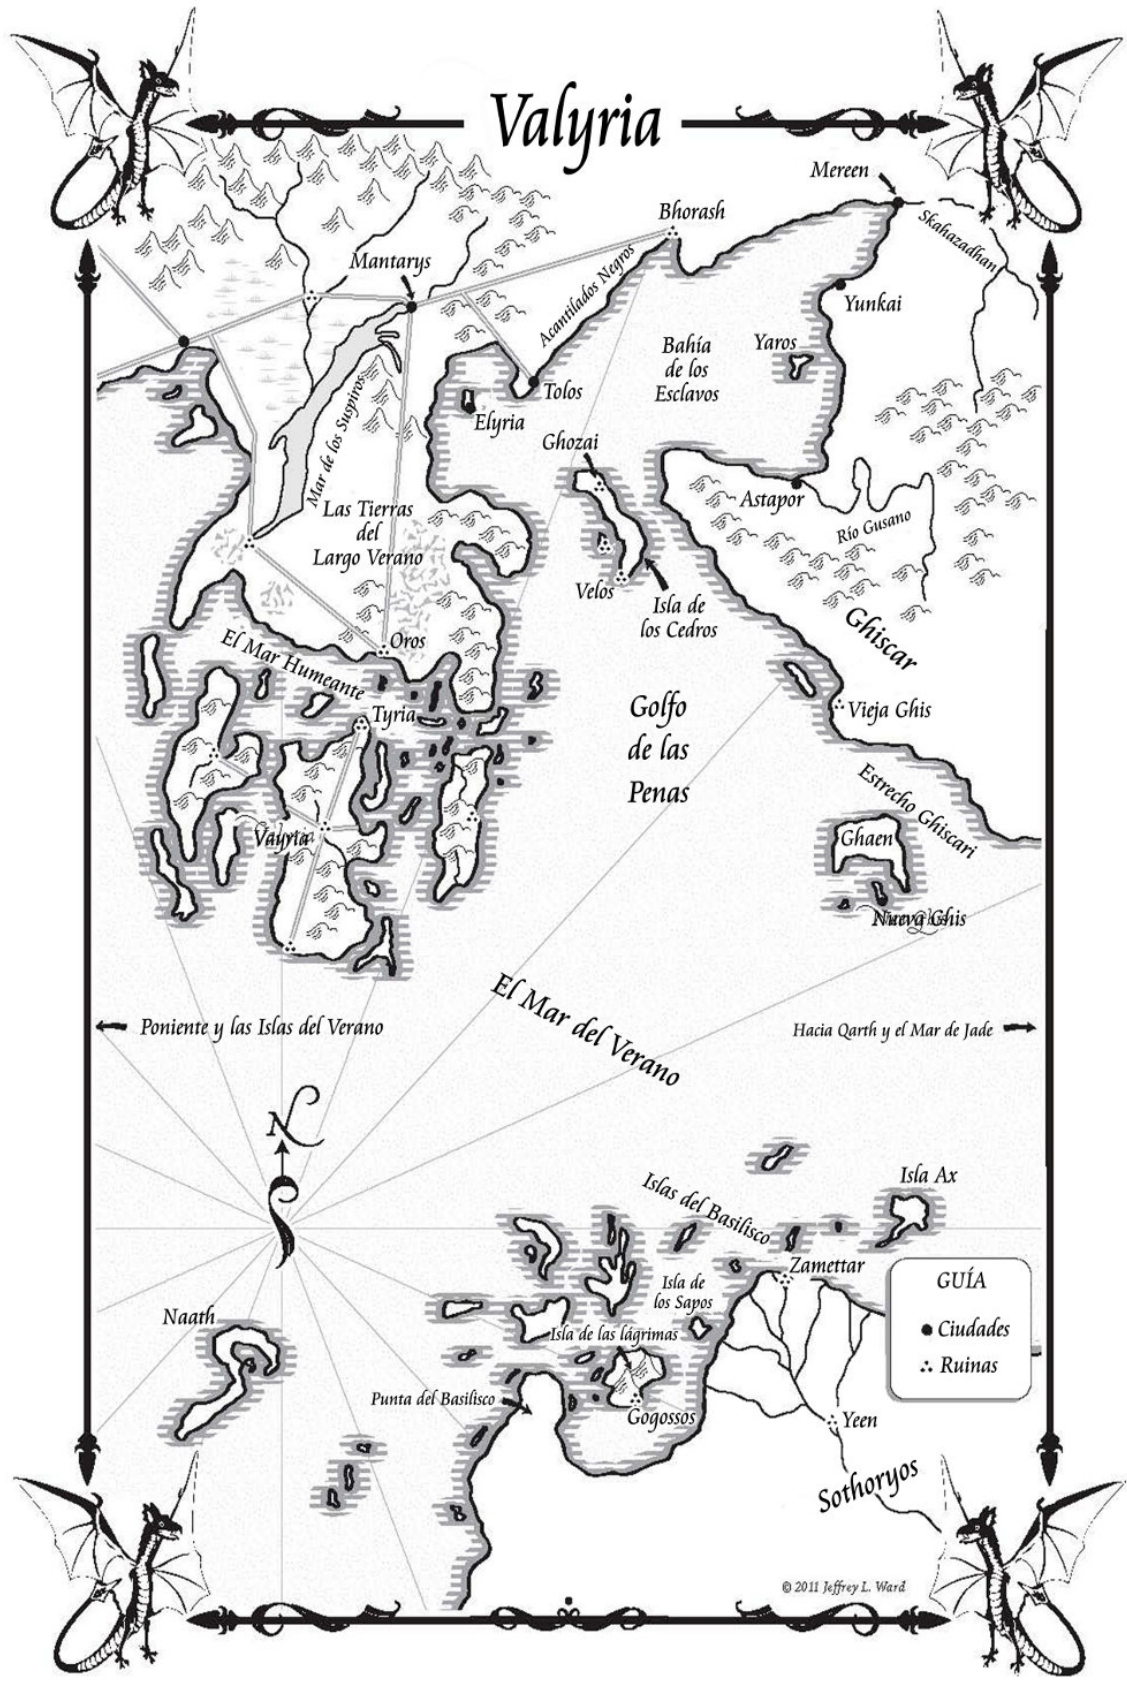 Valyria
Mereen
Skahazadhan
Bhorash
Mantarys
Acantilados Negros
Yunkai
Bahía
de los
Esclavos
Yaros
Tolos
Elyria
Ghozai
Mar de los Suspiros
Astapor
Río Gusano
Las Tierras
del
Largo Verano
Velos
Isla de
los Cedros
Ghiscar
El Mar Humeante
Oros
Tyria
Golfo
de las
Penas
Vieja Ghis
Estrecho Ghiscari
Ghaen
Nueva Ghis
El Mar del Verano
Poniente y las Islas del Verano
Hacia Qarth y el Mar de Jade
N
Islas del Basilisco
Isla Ax
Zamettar
Isla de
los Sapos
GUÍA
Ciudades
Ruinas
Naath
Isla de las lágrimas
Punta del Basilisco
Gogossos
Yeen
Sothoryos
© 2011 Jeffrey L. Ward